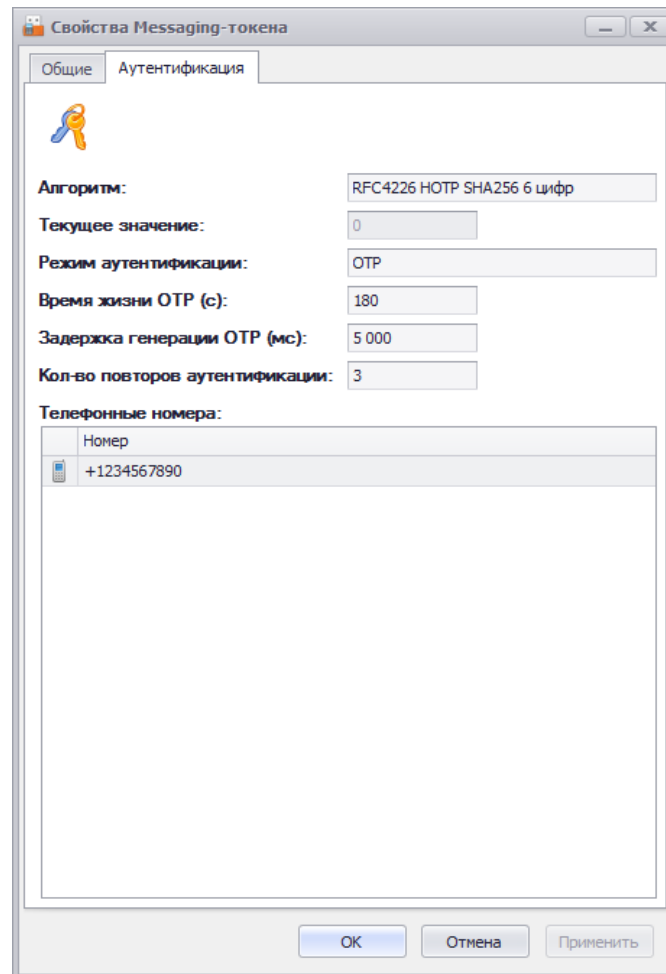 Свойства Messaging-токена
Общие Аутентификация
Алгоритм: RFC4226 HOTP SHA256 6 цифр
Текущее значение: 0
Режим аутентификации: OTP
Время жизни OTP (с): 180
Задержка генерации OTP (мс): 5 000
Кол-во повторов аутентификации: 3
Телефонные номера:
Номер
+1234567890
OK Отмена Применить